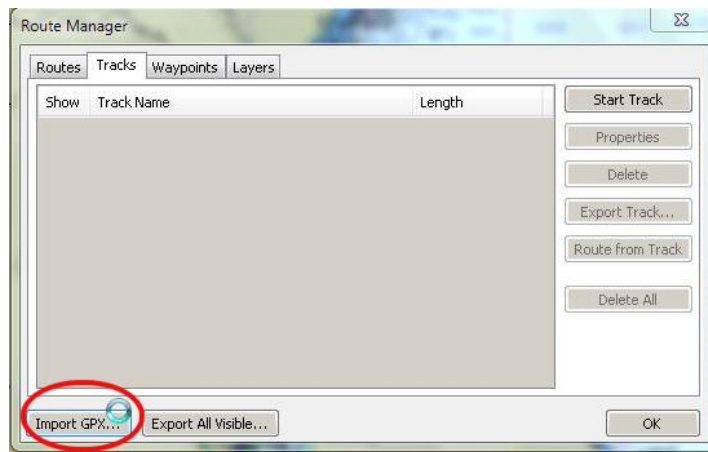 Route Manager
Routes Tracks Waypoints Layers
Show Track Name Length
Start Track
Properties
Delete
Export Track...
Route from Track
Delete All
Import GPX... Export All Visible... OK